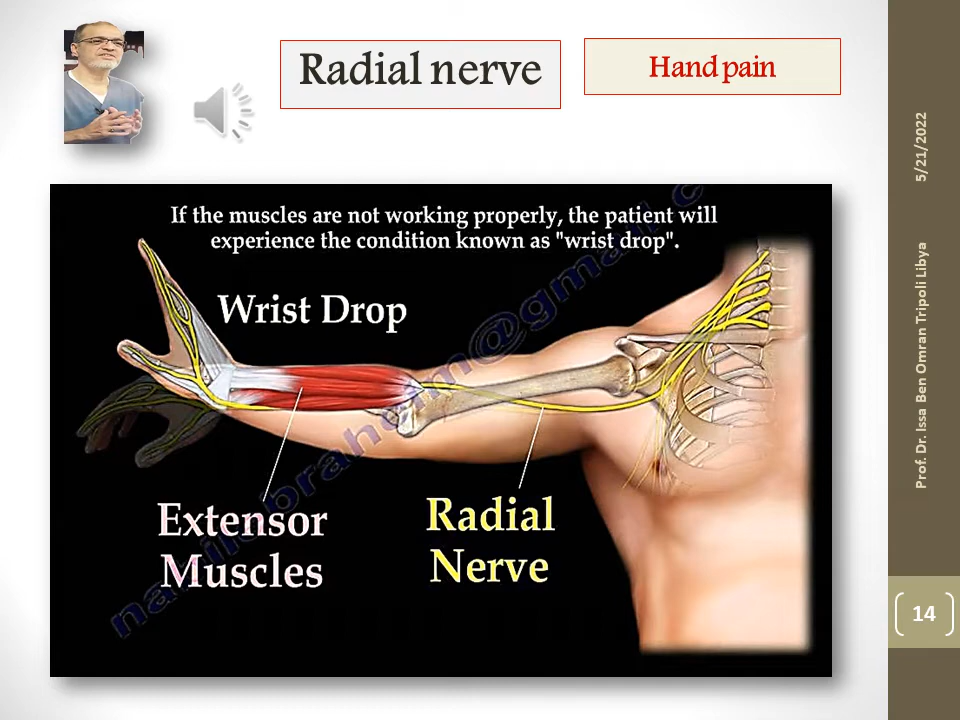 Radial nerve
Hand pain
5/21/2022
Prof. Dr. Issa Ben Omran Tripoli Libya
If the muscles are not working properly, the patient will
experience the condition known as "wrist drop".
Wrist Drop
Extensor
Muscles
Radial
Nerve
14